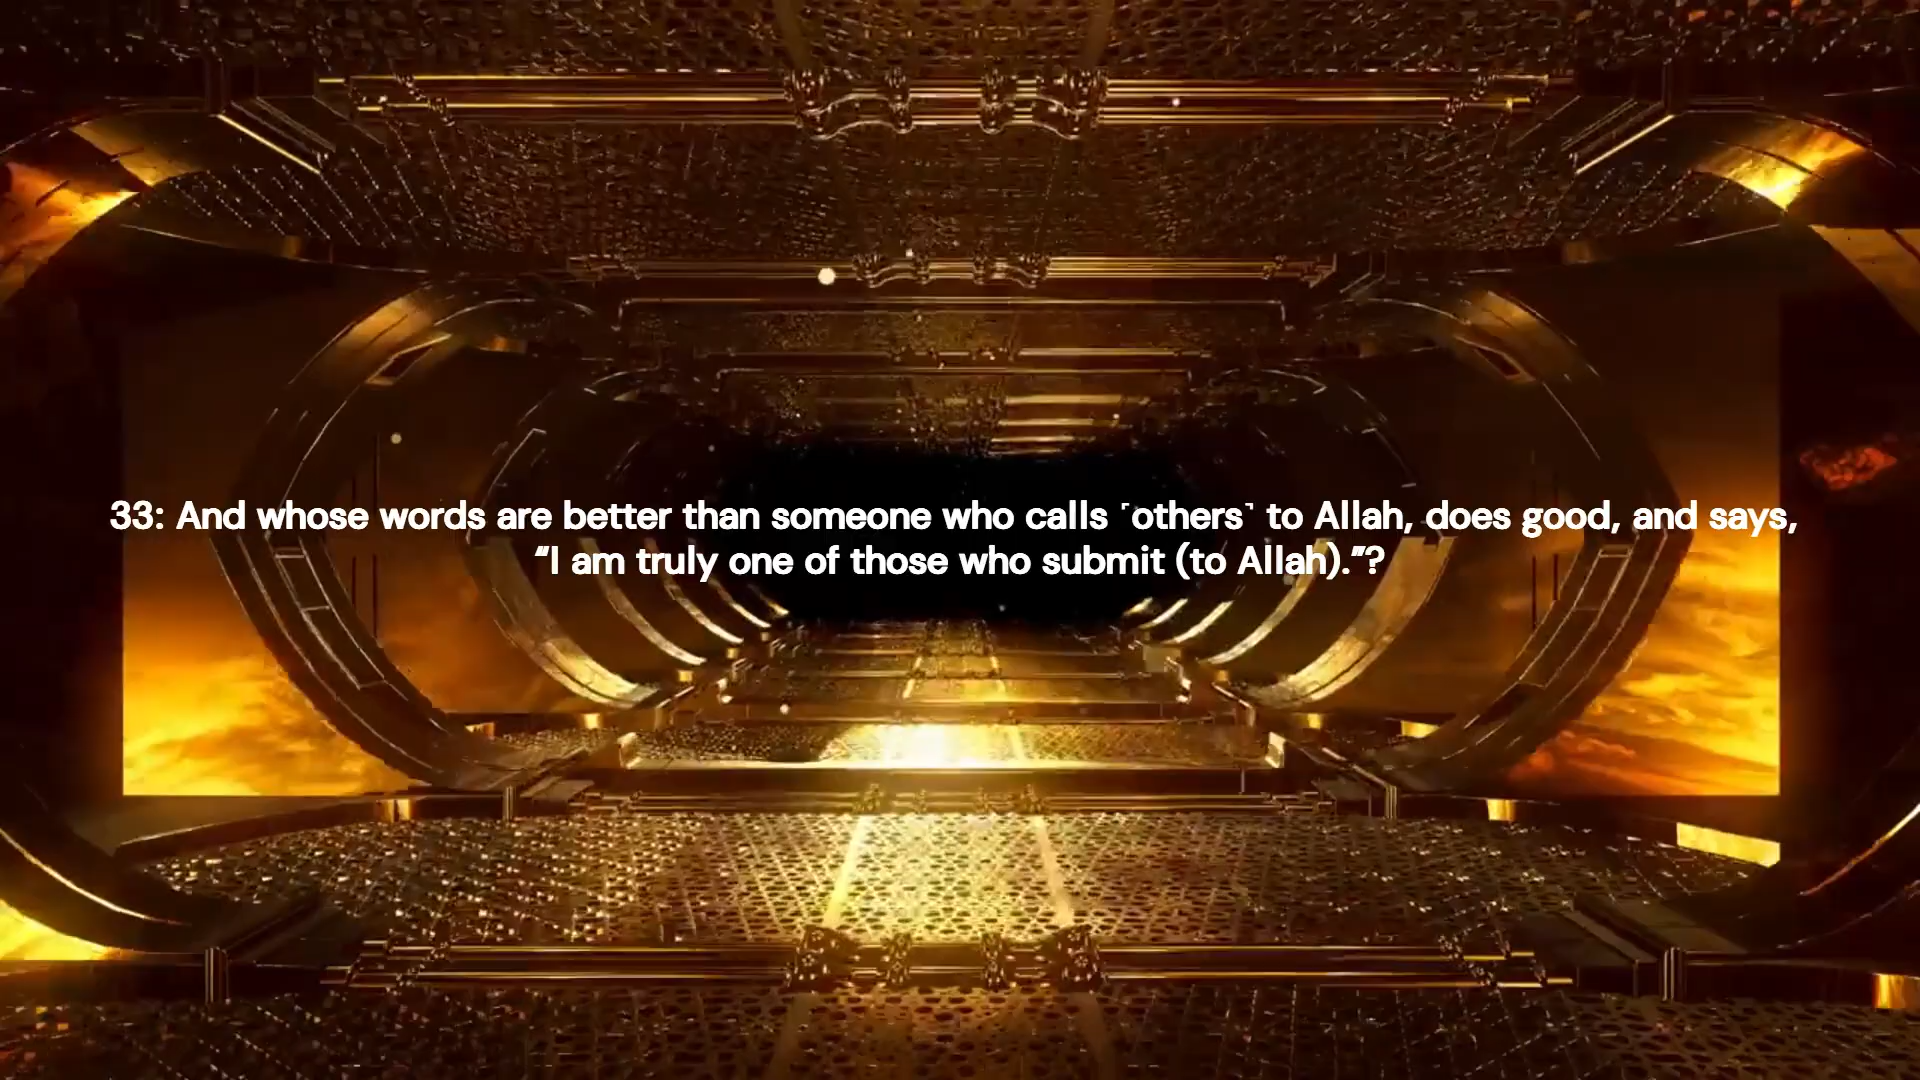 33: And whose words are better than someone who calls ˹others˺ to Allah, does good, and says,
“I am truly one of those who submit (to Allah).”?